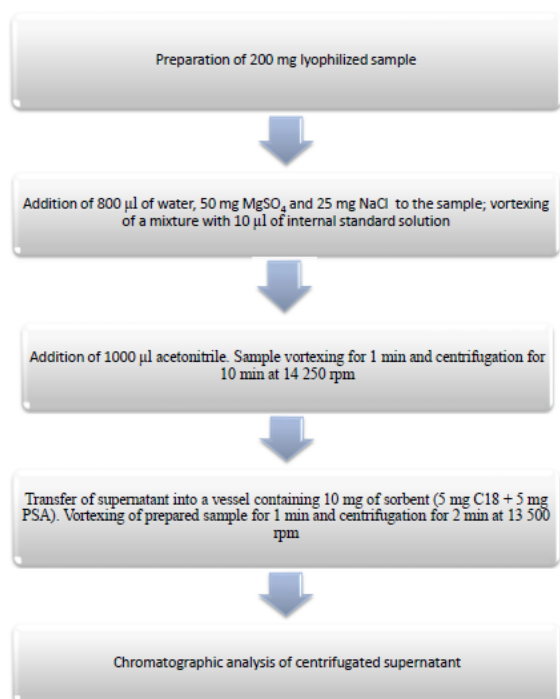 Preparation of 200 mg lyophilized sample
Addition of 800 μl of water, 50 mg MgSO₄ and 25 mg NaCl to the sample; vortexing
of a mixture with 10 μl of internal standard solution
Addition of 1000 μl acetonitrile. Sample vortexing for 1 min and centrifugation for
10 min at 14 250 rpm
Transfer of supernatant into a vessel containing 10 mg of sorbent (5 mg C18 + 5 mg
PSA). Vortexing of prepared sample for 1 min and centrifugation for 2 min at 13 500
rpm
Chromatographic analysis of centrifugated supernatant